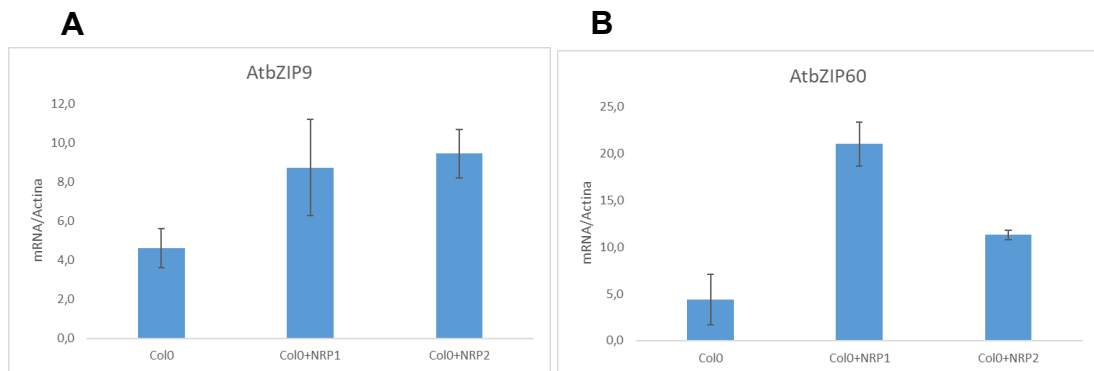 A
AtbZIP9
mRNA/Actina
12,0
10,0
8,0
6,0
4,0
2,0
0,0
Col0
Col0+NRP1
Col0+NRP2
B
AtbZIP60
mRNA/Actina
25,0
20,0
15,0
10,0
5,0
0,0
Col0
Col0+NRP1
Col0+NRP2